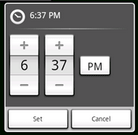 6:37 PM
+ +
6 37 PM
− −
Set Cancel